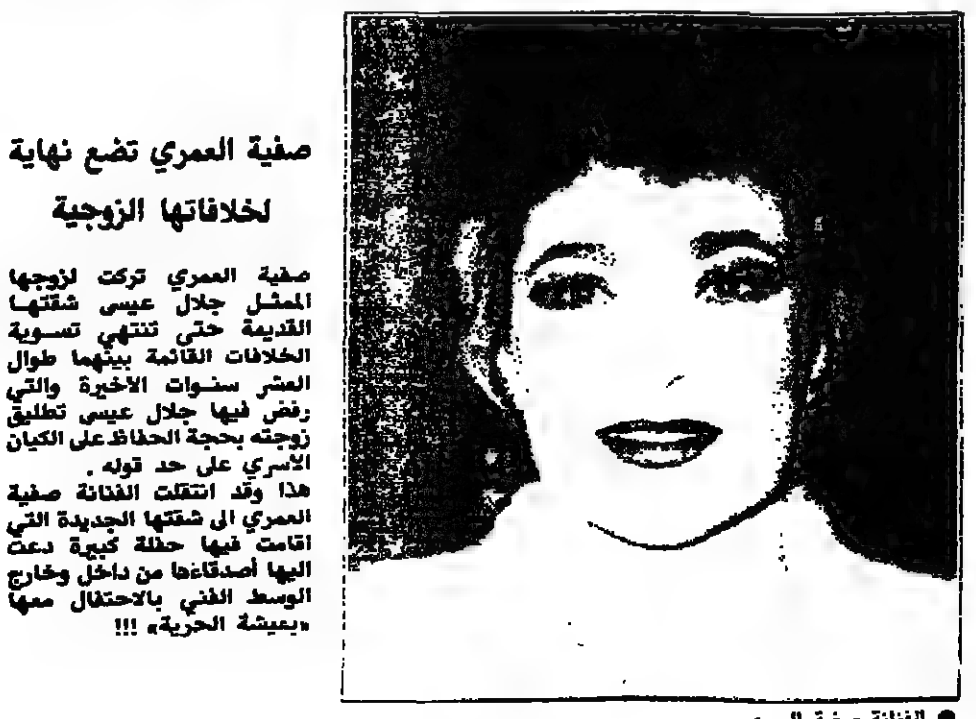 صفية العمري تضع نهاية
لخلافاتها الزوجية
صفية العمري تركت لزوجها
الممثل جلال عيسى شقتها
القديمة حتى تنتهي تسوية
الخلافات القائمة بينهما طوال
العشر سنوات الاخيرة والتي
رفض فيها جلال عيسى تطليق
زوجته بحجة الحفاظ على الكيان
الأسري على حد قوله .
هذا وقد انتقلت الفنانة صفية
العمري الى شقتها الجديدة التي
اقامت فيها حفلة كبيرة دعت
اليها أصدقاءها من داخل وخارج
الوسط الفني بالاحتفال معها
«بعيشة الحرية» !!!
● الفنانة صفية